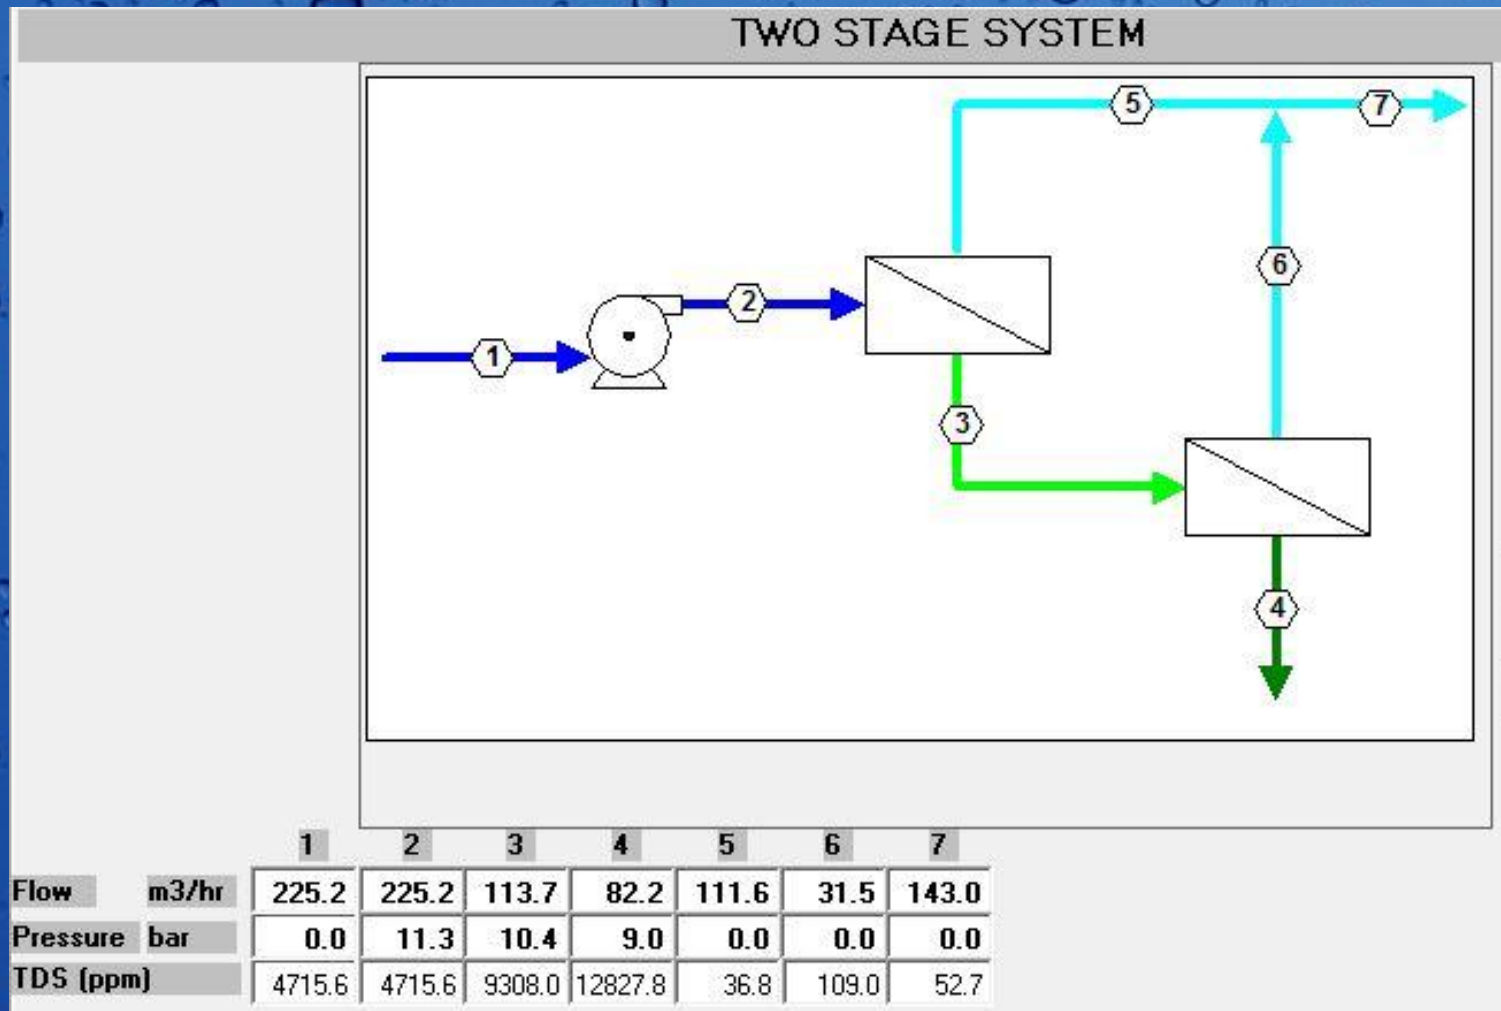 TWO STAGE SYSTEM
5 7
6
2
1
3
4
1 2 3 4 5 6 7
Flow m3/hr 225.2 225.2 113.7 82.2 111.6 31.5 143.0
Pressure bar 0.0 11.3 10.4 9.0 0.0 0.0 0.0
TDS (ppm) 4715.6 4715.6 9308.0 12827.8 36.8 109.0 52.7